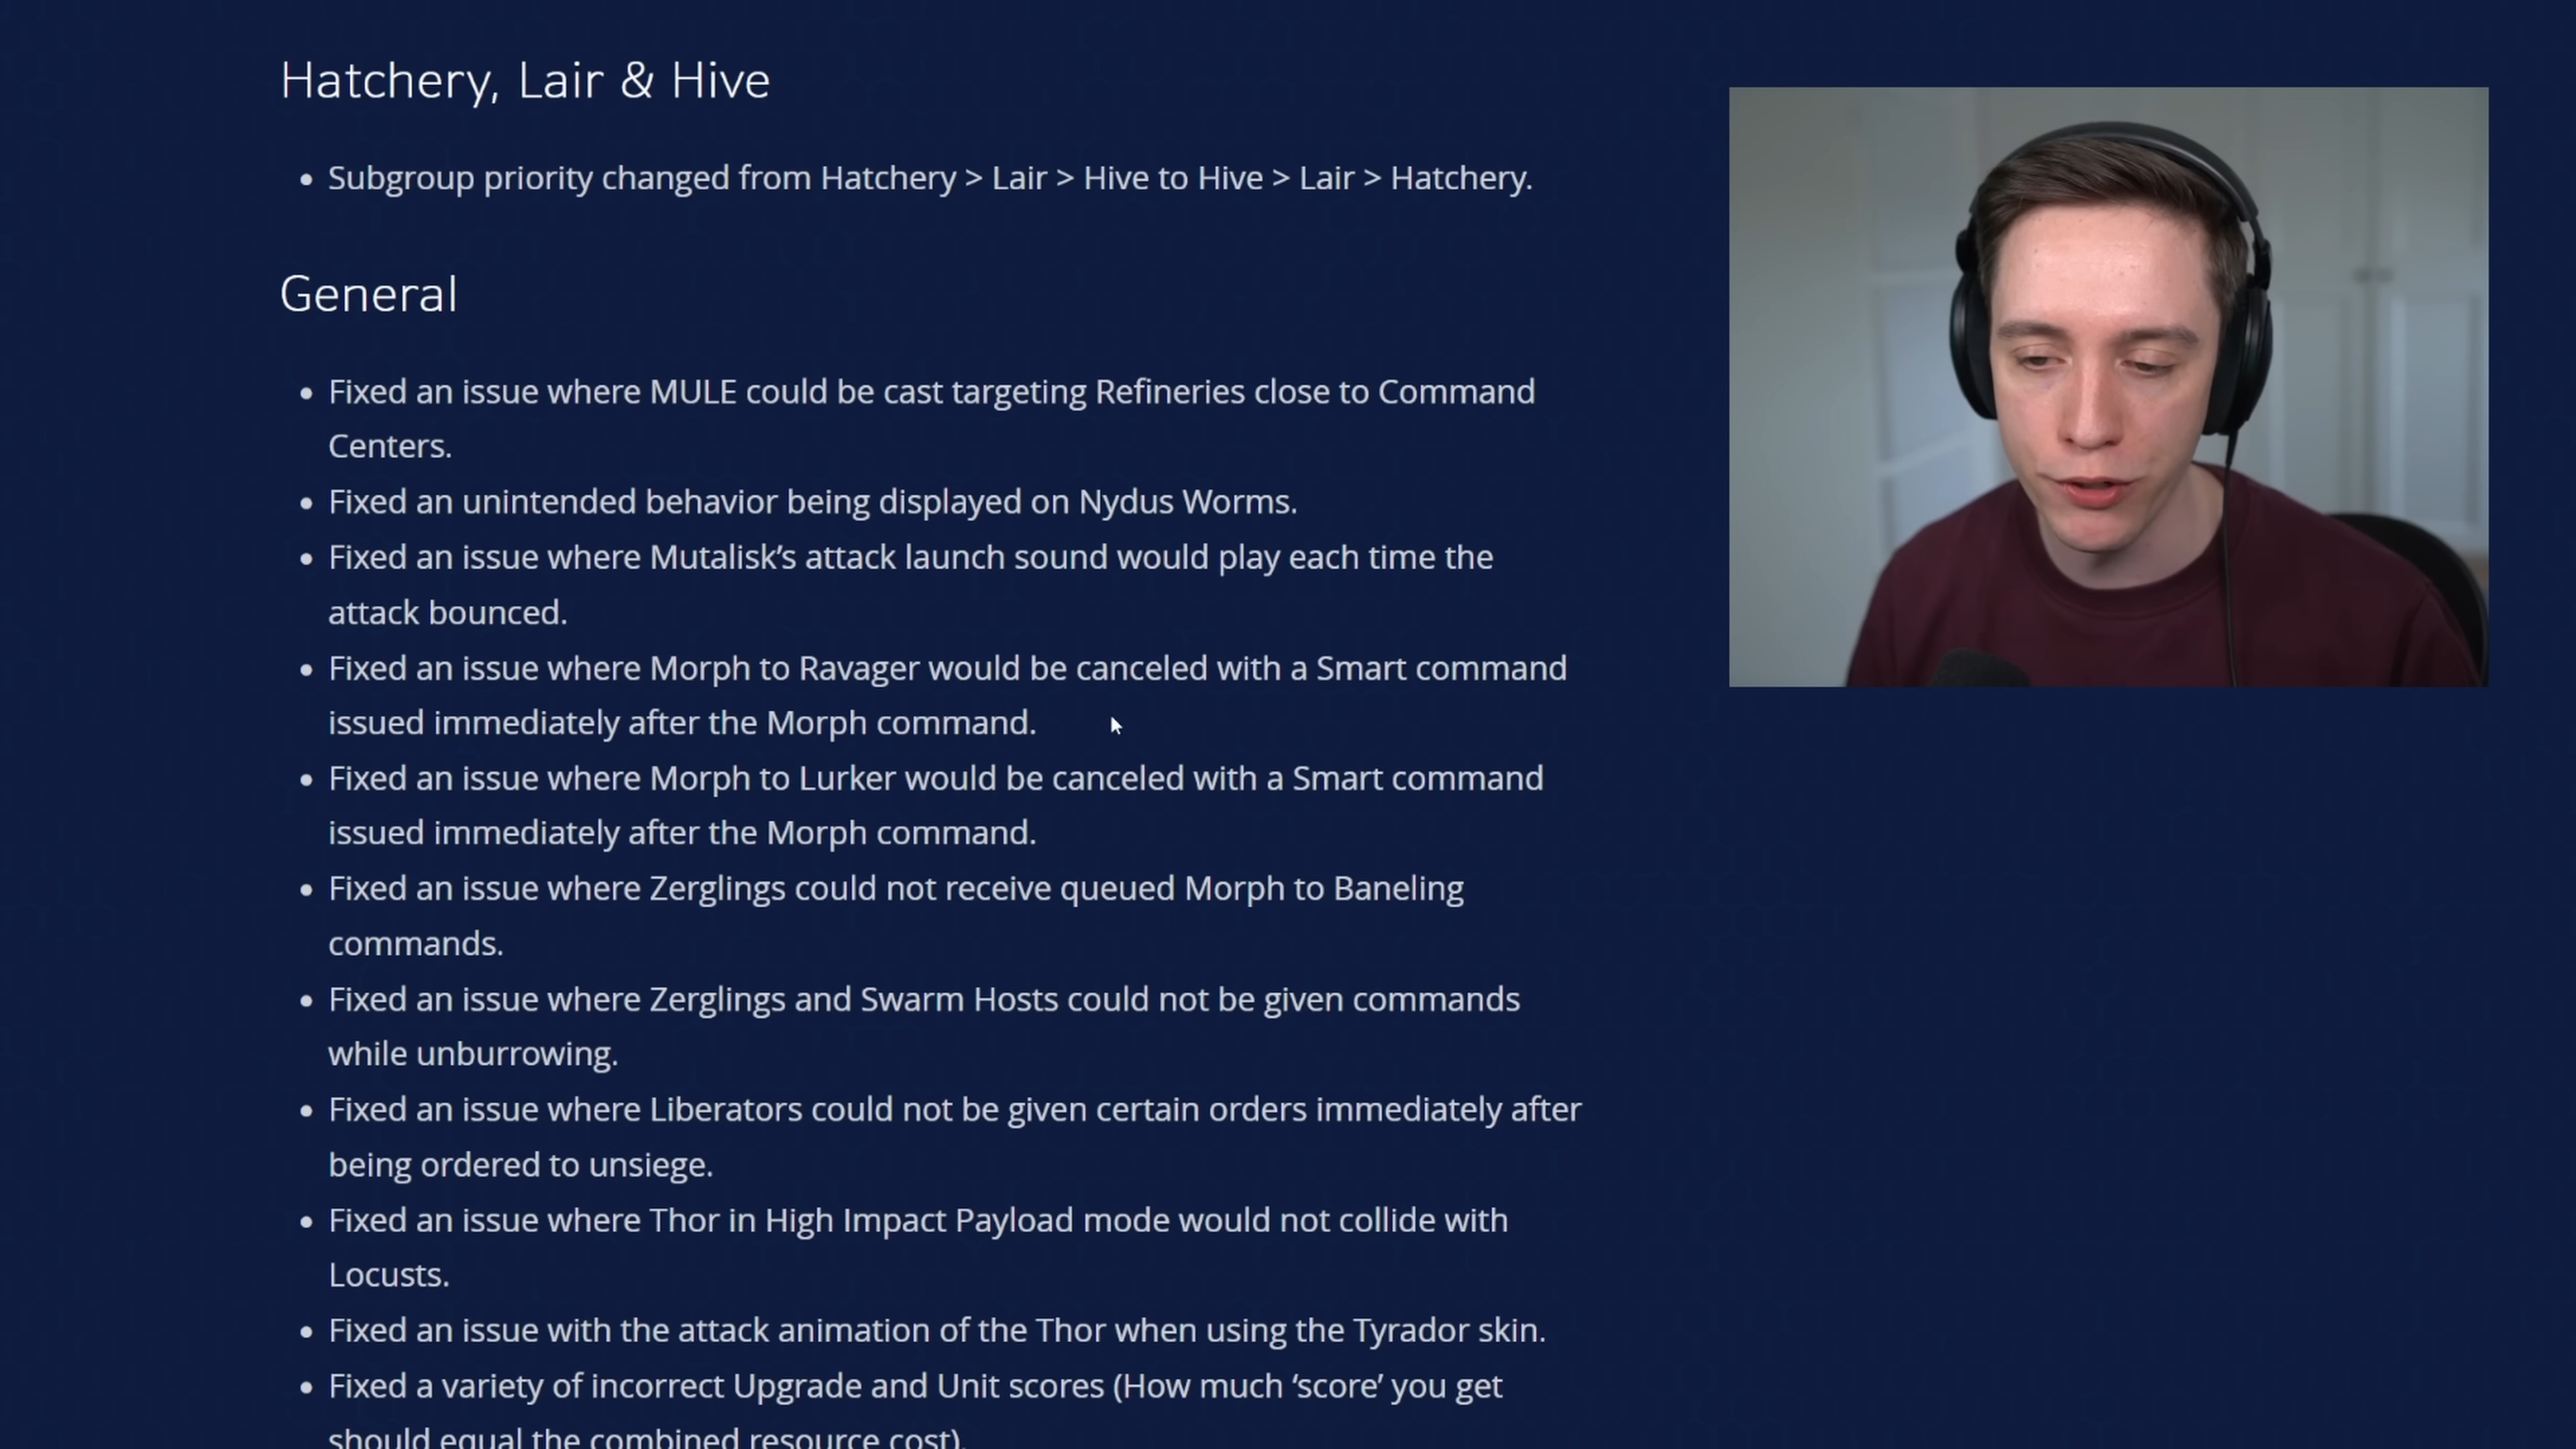 Hatchery, Lair & Hive
• Subgroup priority changed from Hatchery > Lair > Hive to Hive > Lair > Hatchery.
General
• Fixed an issue where MULE could be cast targeting Refineries close to Command
Centers.
• Fixed an unintended behavior being displayed on Nydus Worms.
• Fixed an issue where Mutalisk’s attack launch sound would play each time the
attack bounced.
• Fixed an issue where Morph to Ravager would be canceled with a Smart command
issued immediately after the Morph command.
• Fixed an issue where Morph to Lurker would be canceled with a Smart command
issued immediately after the Morph command.
• Fixed an issue where Zerglings could not receive queued Morph to Baneling
commands.
• Fixed an issue where Zerglings and Swarm Hosts could not be given commands
while unburrowing.
• Fixed an issue where Liberators could not be given certain orders immediately after
being ordered to unsiege.
• Fixed an issue where Thor in High Impact Payload mode would not collide with
Locusts.
• Fixed an issue with the attack animation of the Thor when using the Tyrador skin.
• Fixed a variety of incorrect Upgrade and Unit scores (How much ‘score’ you get
should equal the combined resource cost).